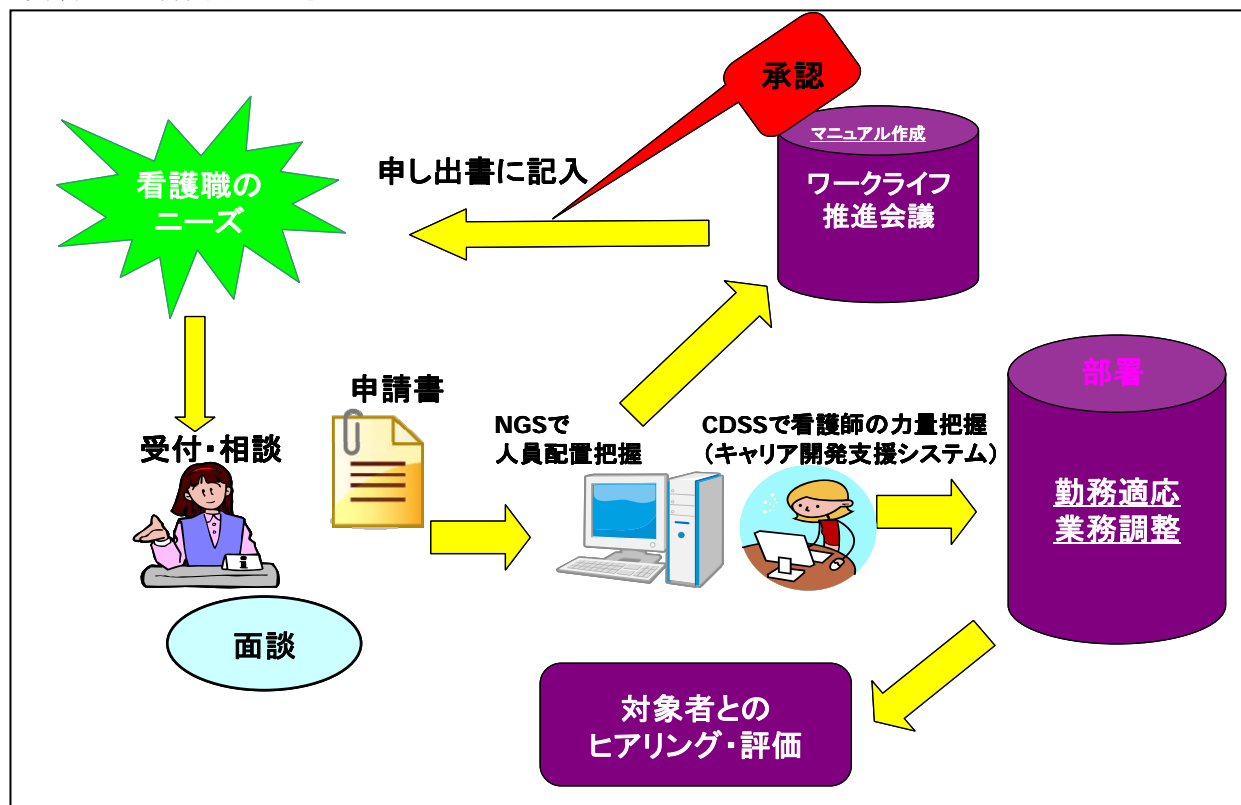 承認
マニュアル作成
ワークライフ
推進会議
申し出書に記入
看護職の
ニーズ
申請書
受付・相談
NGSで
人員配置把握
CDSSで看護師の力量把握
（キャリア開発支援システム）
部署
勤務適応
業務調整
面談
対象者との
ヒアリング・評価